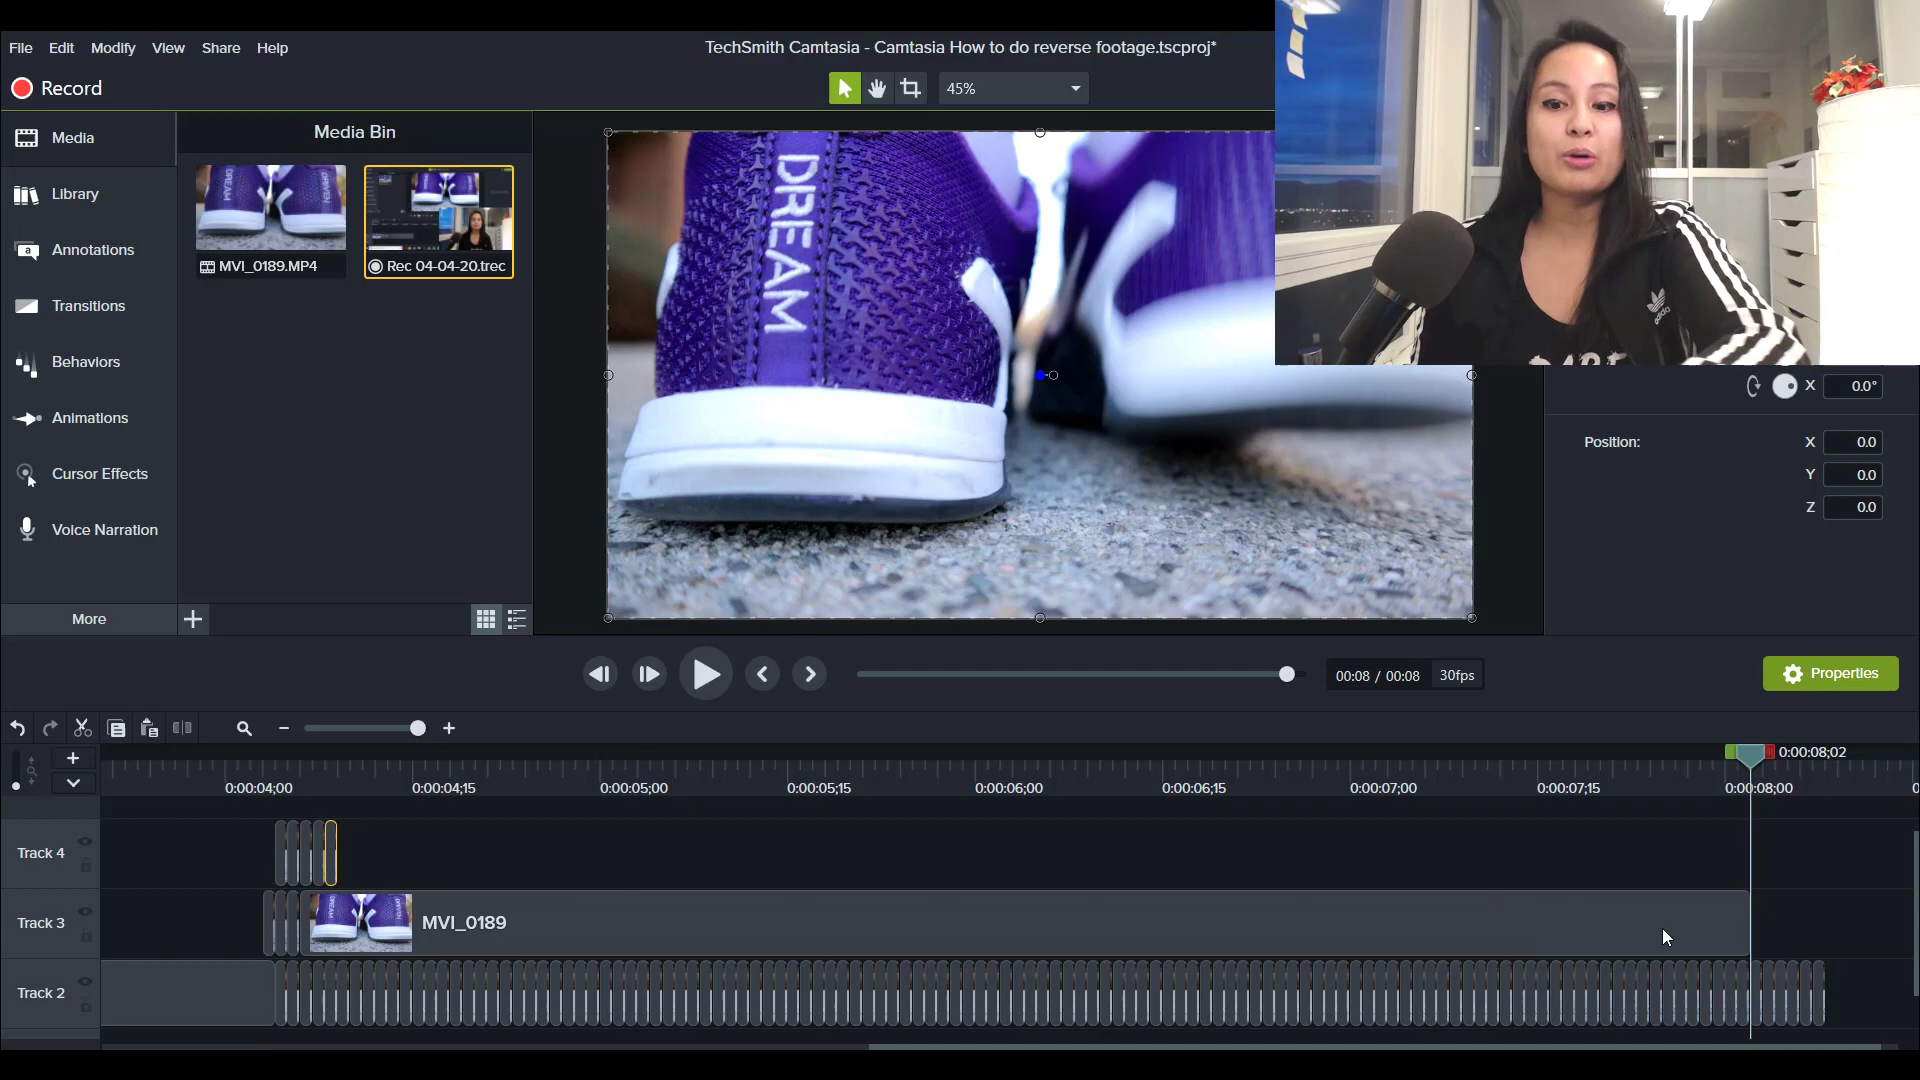 File Edit Modify View Share Help
TechSmith Camtasia - Camtasia How to do reverse footage.tscproj*
Record
45%
Media
Library
Annotations
Transitions
Behaviors
Animations
Cursor Effects
Voice Narration
More
Media Bin
MVI_0189.MP4
Rec 04-04-20.trec
DREAM
adidas
X 0.0°
Position: X 0.0
Y 0.0
Z 0.0
00:08 / 00:08 30fps
Properties
0:00:08;02
0:00:04;00 0:00:04;15 0:00:05;00 0:00:05;15 0:00:06;00 0:00:06;15 0:00:07;00 0:00:07;15 0:00:08;00
Track 4
Track 3
MVI_0189
Track 2